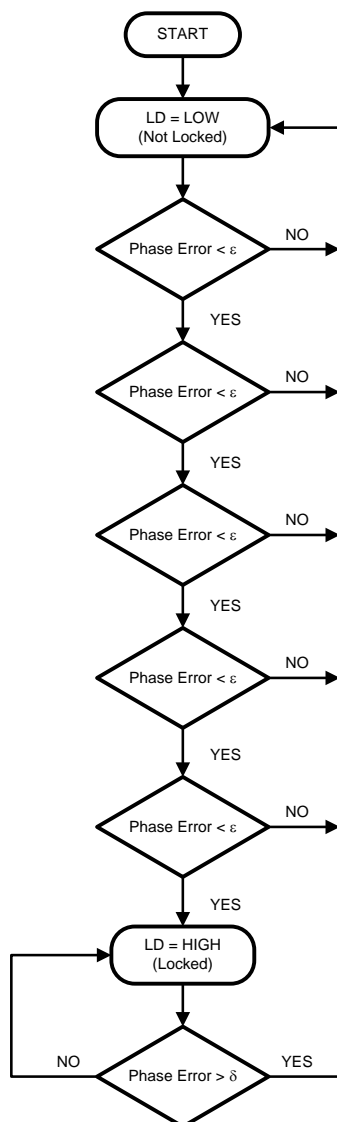 START
LD = LOW
(Not Locked)
Phase Error < ε
NO
YES
Phase Error < ε
NO
YES
Phase Error < ε
NO
YES
Phase Error < ε
NO
YES
Phase Error < ε
NO
YES
LD = HIGH
(Locked)
NO
Phase Error > δ
YES